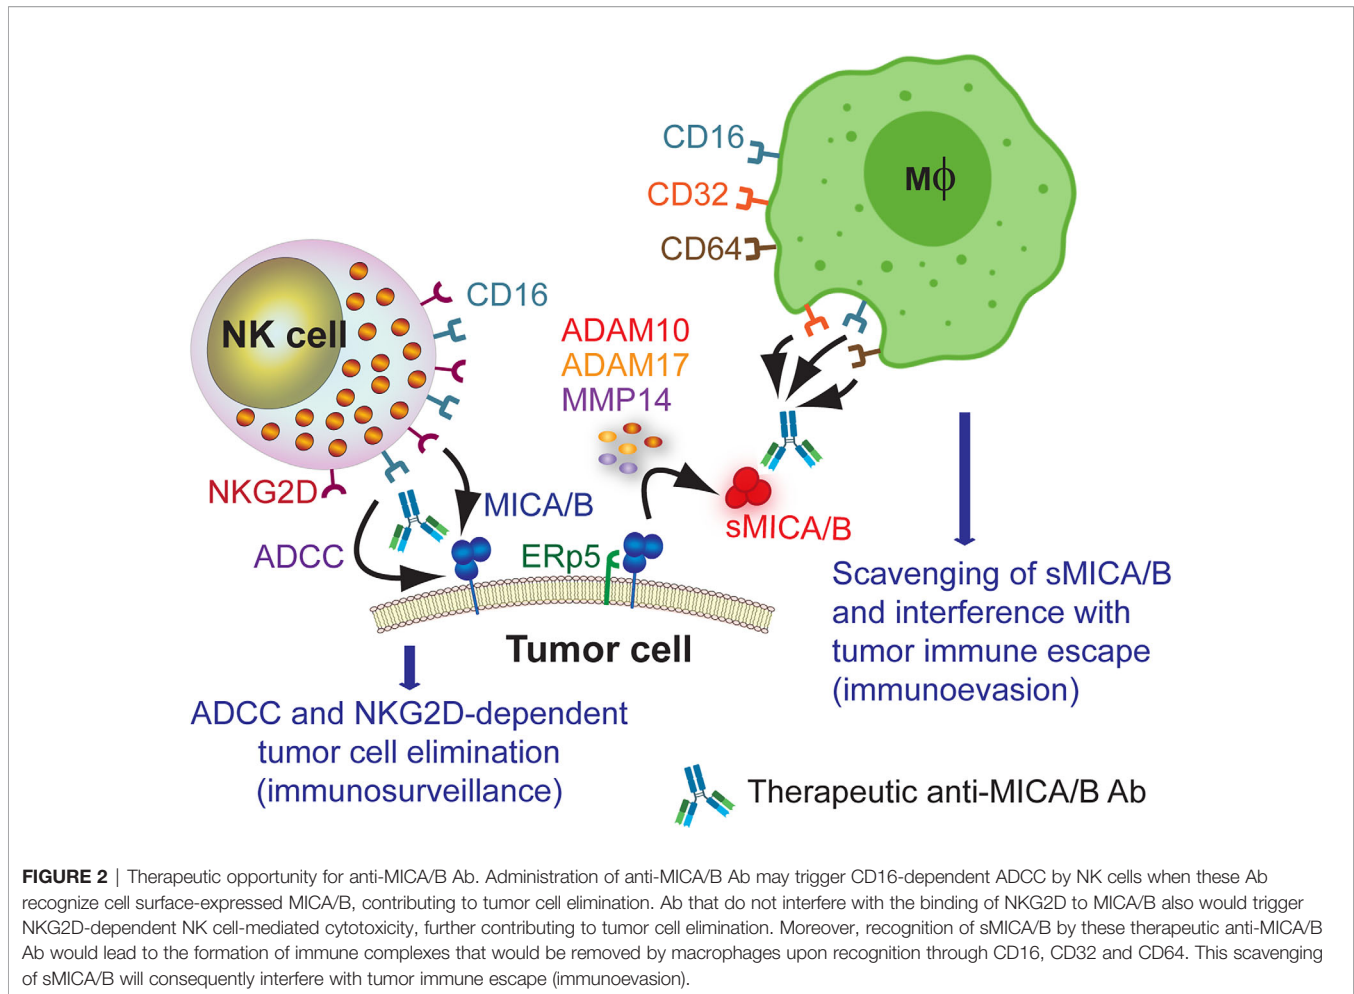 CD16
CD32
CD64
Mϕ
NK cell
CD16
ADAM10
ADAM17
MMP14
NKG2D
MICA/B
sMICA/B
ADCC
ERp5
Tumor cell
Scavenging of sMICA/B
and interference with
tumor immune escape
(immunoevasion)
ADCC and NKG2D-dependent
tumor cell elimination
(immunosurveillance)
Therapeutic anti-MICA/B Ab
FIGURE 2 | Therapeutic opportunity for anti-MICA/B Ab. Administration of anti-MICA/B Ab may trigger CD16-dependent ADCC by NK cells when these Ab
recognize cell surface-expressed MICA/B, contributing to tumor cell elimination. Ab that do not interfere with the binding of NKG2D to MICA/B also would trigger
NKG2D-dependent NK cell-mediated cytotoxicity, further contributing to tumor cell elimination. Moreover, recognition of sMICA/B by these therapeutic anti-MICA/B
Ab would lead to the formation of immune complexes that would be removed by macrophages upon recognition through CD16, CD32 and CD64. This scavenging
of sMICA/B will consequently interfere with tumor immune escape (immunoevasion).